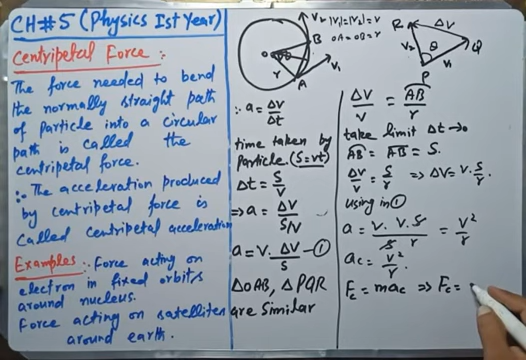 CH#5 (Physics Ist Year)
Centripetal Force :
The force needed to bend
the normally straight path
of particle into a circular
path is called the
centripetal force.
∴ The acceleration produced
by centripetal force is
called centripetal acceleration
Examples: Force acting on
electron in fixed orbits
around nucleus.
Force acting on satellites
around earth.
V₂ |V₁|=|V₂|=v
B OA=OB=r
O θ
r
A V₁
∴ a = ΔV/Δt
time taken by
Particle. (S=vt)
Δt = S/V
⇒ a = ΔV/S/V
a = V. ΔV/S —①
ΔOAB, ΔPQR
are Similar
R ΔV
V₂ θ Q
V₁
P
ΔV/V = AB/r
take limit Δt→0
AB = AB = S.
ΔV/V = S/r ⇒ ΔV = V. S/r
using in ①
a = V. V. S/S r = V²/r
ac = V²/r.
Fc = mac ⇒ Fc =